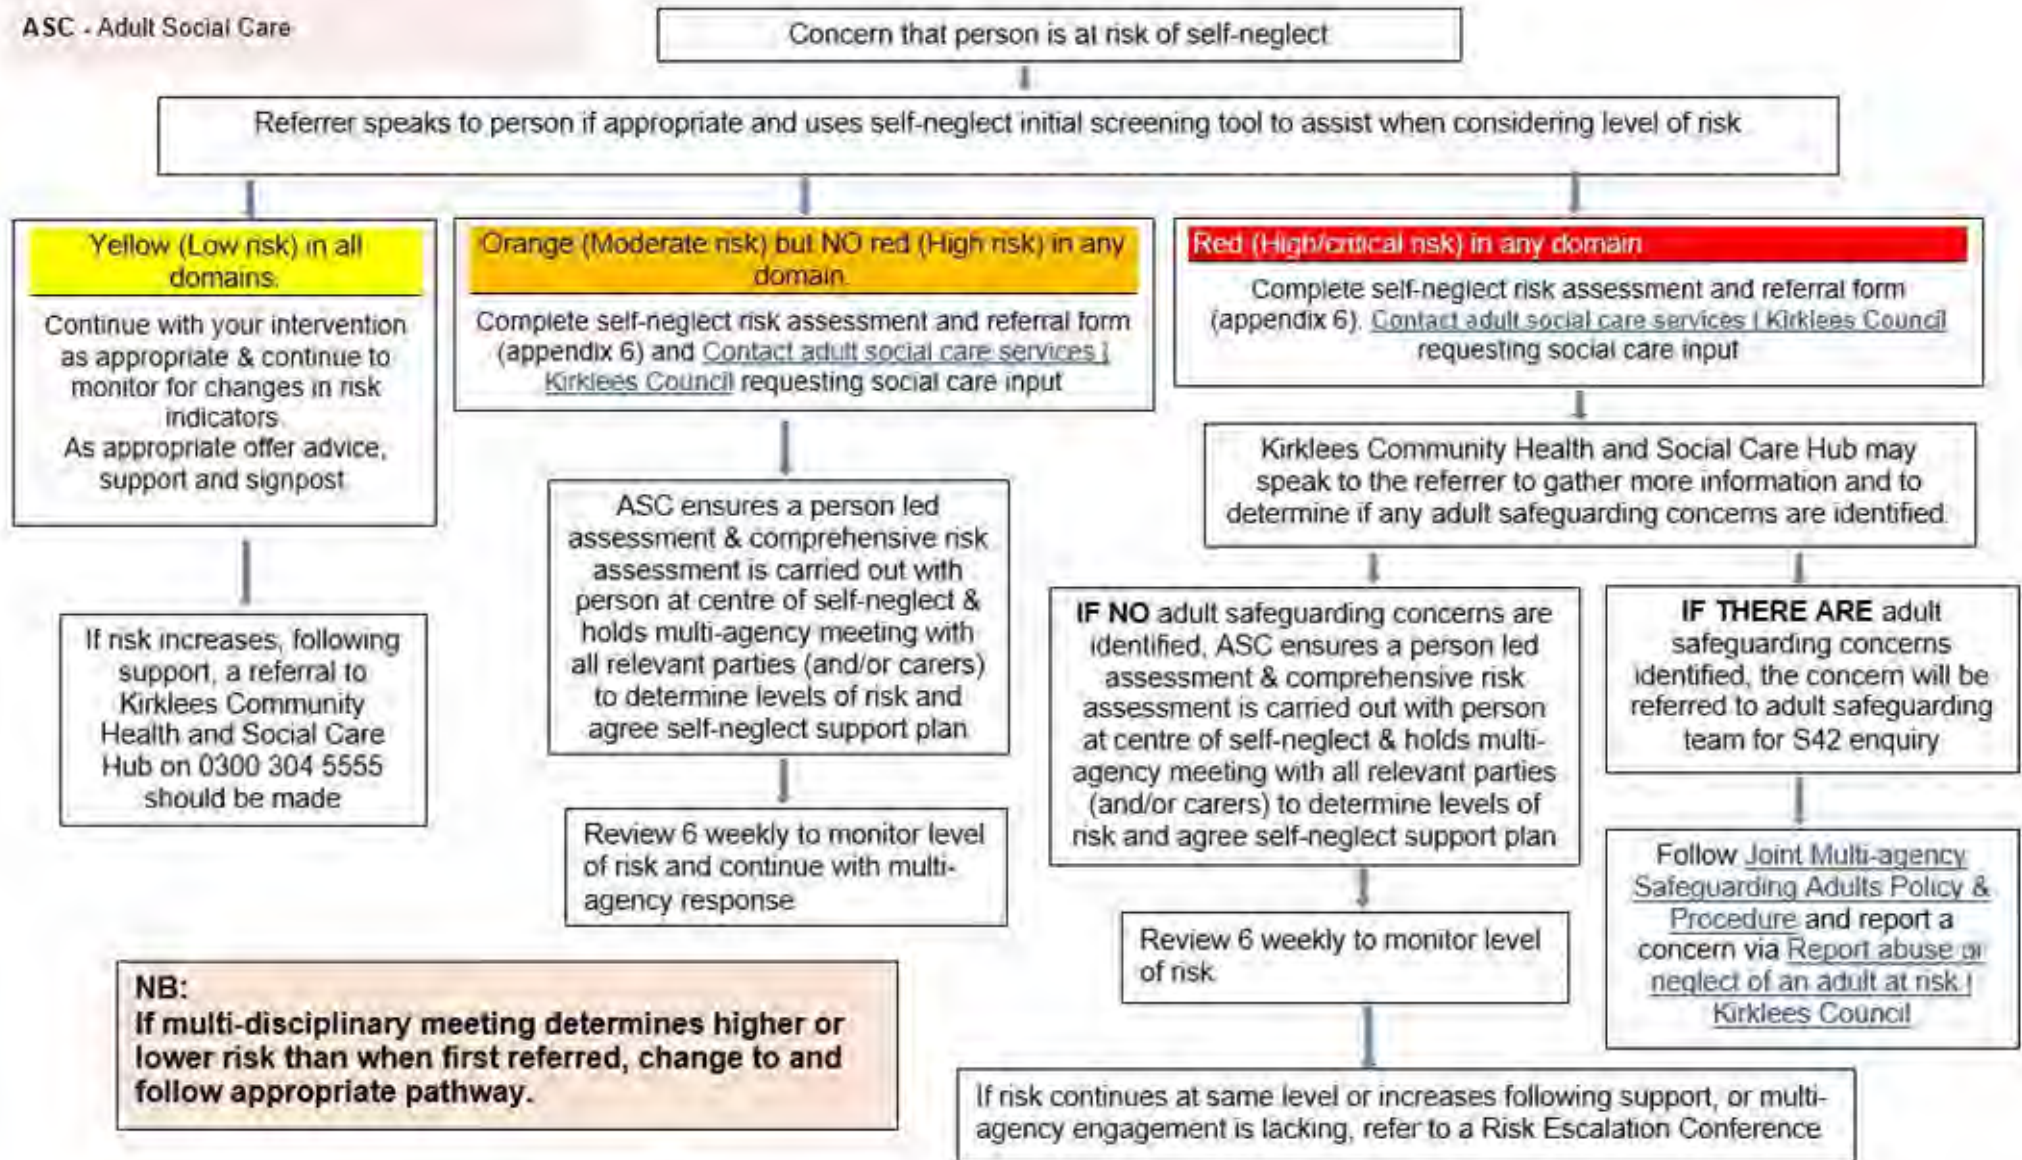 ASC - Adult Social Care
Concern that person is at risk of self-neglect
Referrer speaks to person if appropriate and uses self-neglect initial screening tool to assist when considering level of risk
Yellow (Low risk) in all
domains.
Continue with your intervention
as appropriate & continue to
monitor for changes in risk
indicators
As appropriate offer advice,
support and signpost
If risk increases, following
support, a referral to
Kirklees Community
Health and Social Care
Hub on 0300 304 5555
should be made
Orange (Moderate risk) but NO red (High risk) in any
domain.
Complete self-neglect risk assessment and referral form
(appendix 6) and Contact adult social care services |
Kirklees Council requesting social care input
ASC ensures a person led
assessment & comprehensive risk
assessment is carried out with
person at centre of self-neglect &
holds multi-agency meeting with
all relevant parties (and/or carers)
to determine levels of risk and
agree self-neglect support plan
Review 6 weekly to monitor level
of risk and continue with multi-
agency response
Red (High/critical risk) in any domain
Complete self-neglect risk assessment and referral form
(appendix 6), Contact adult social care services | Kirklees Council
requesting social care input
Kirklees Community Health and Social Care Hub may
speak to the referrer to gather more information and to
determine if any adult safeguarding concerns are identified.
IF NO adult safeguarding concerns are
identified, ASC ensures a person led
assessment & comprehensive risk
assessment is carried out with person
at centre of self-neglect & holds multi-
agency meeting with all relevant parties
(and/or carers) to determine levels of
risk and agree self-neglect support plan
Review 6 weekly to monitor level
of risk
If risk continues at same level or increases following support, or multi-
agency engagement is lacking, refer to a Risk Escalation Conference
IF THERE ARE adult
safeguarding concerns
identified, the concern will be
referred to adult safeguarding
team for S42 enquiry
Follow Joint Multi-agency
Safeguarding Adults Policy &
Procedure and report a
concern via Report abuse or
neglect of an adult at risk |
Kirklees Council
NB:
If multi-disciplinary meeting determines higher or
lower risk than when first referred, change to and
follow appropriate pathway.